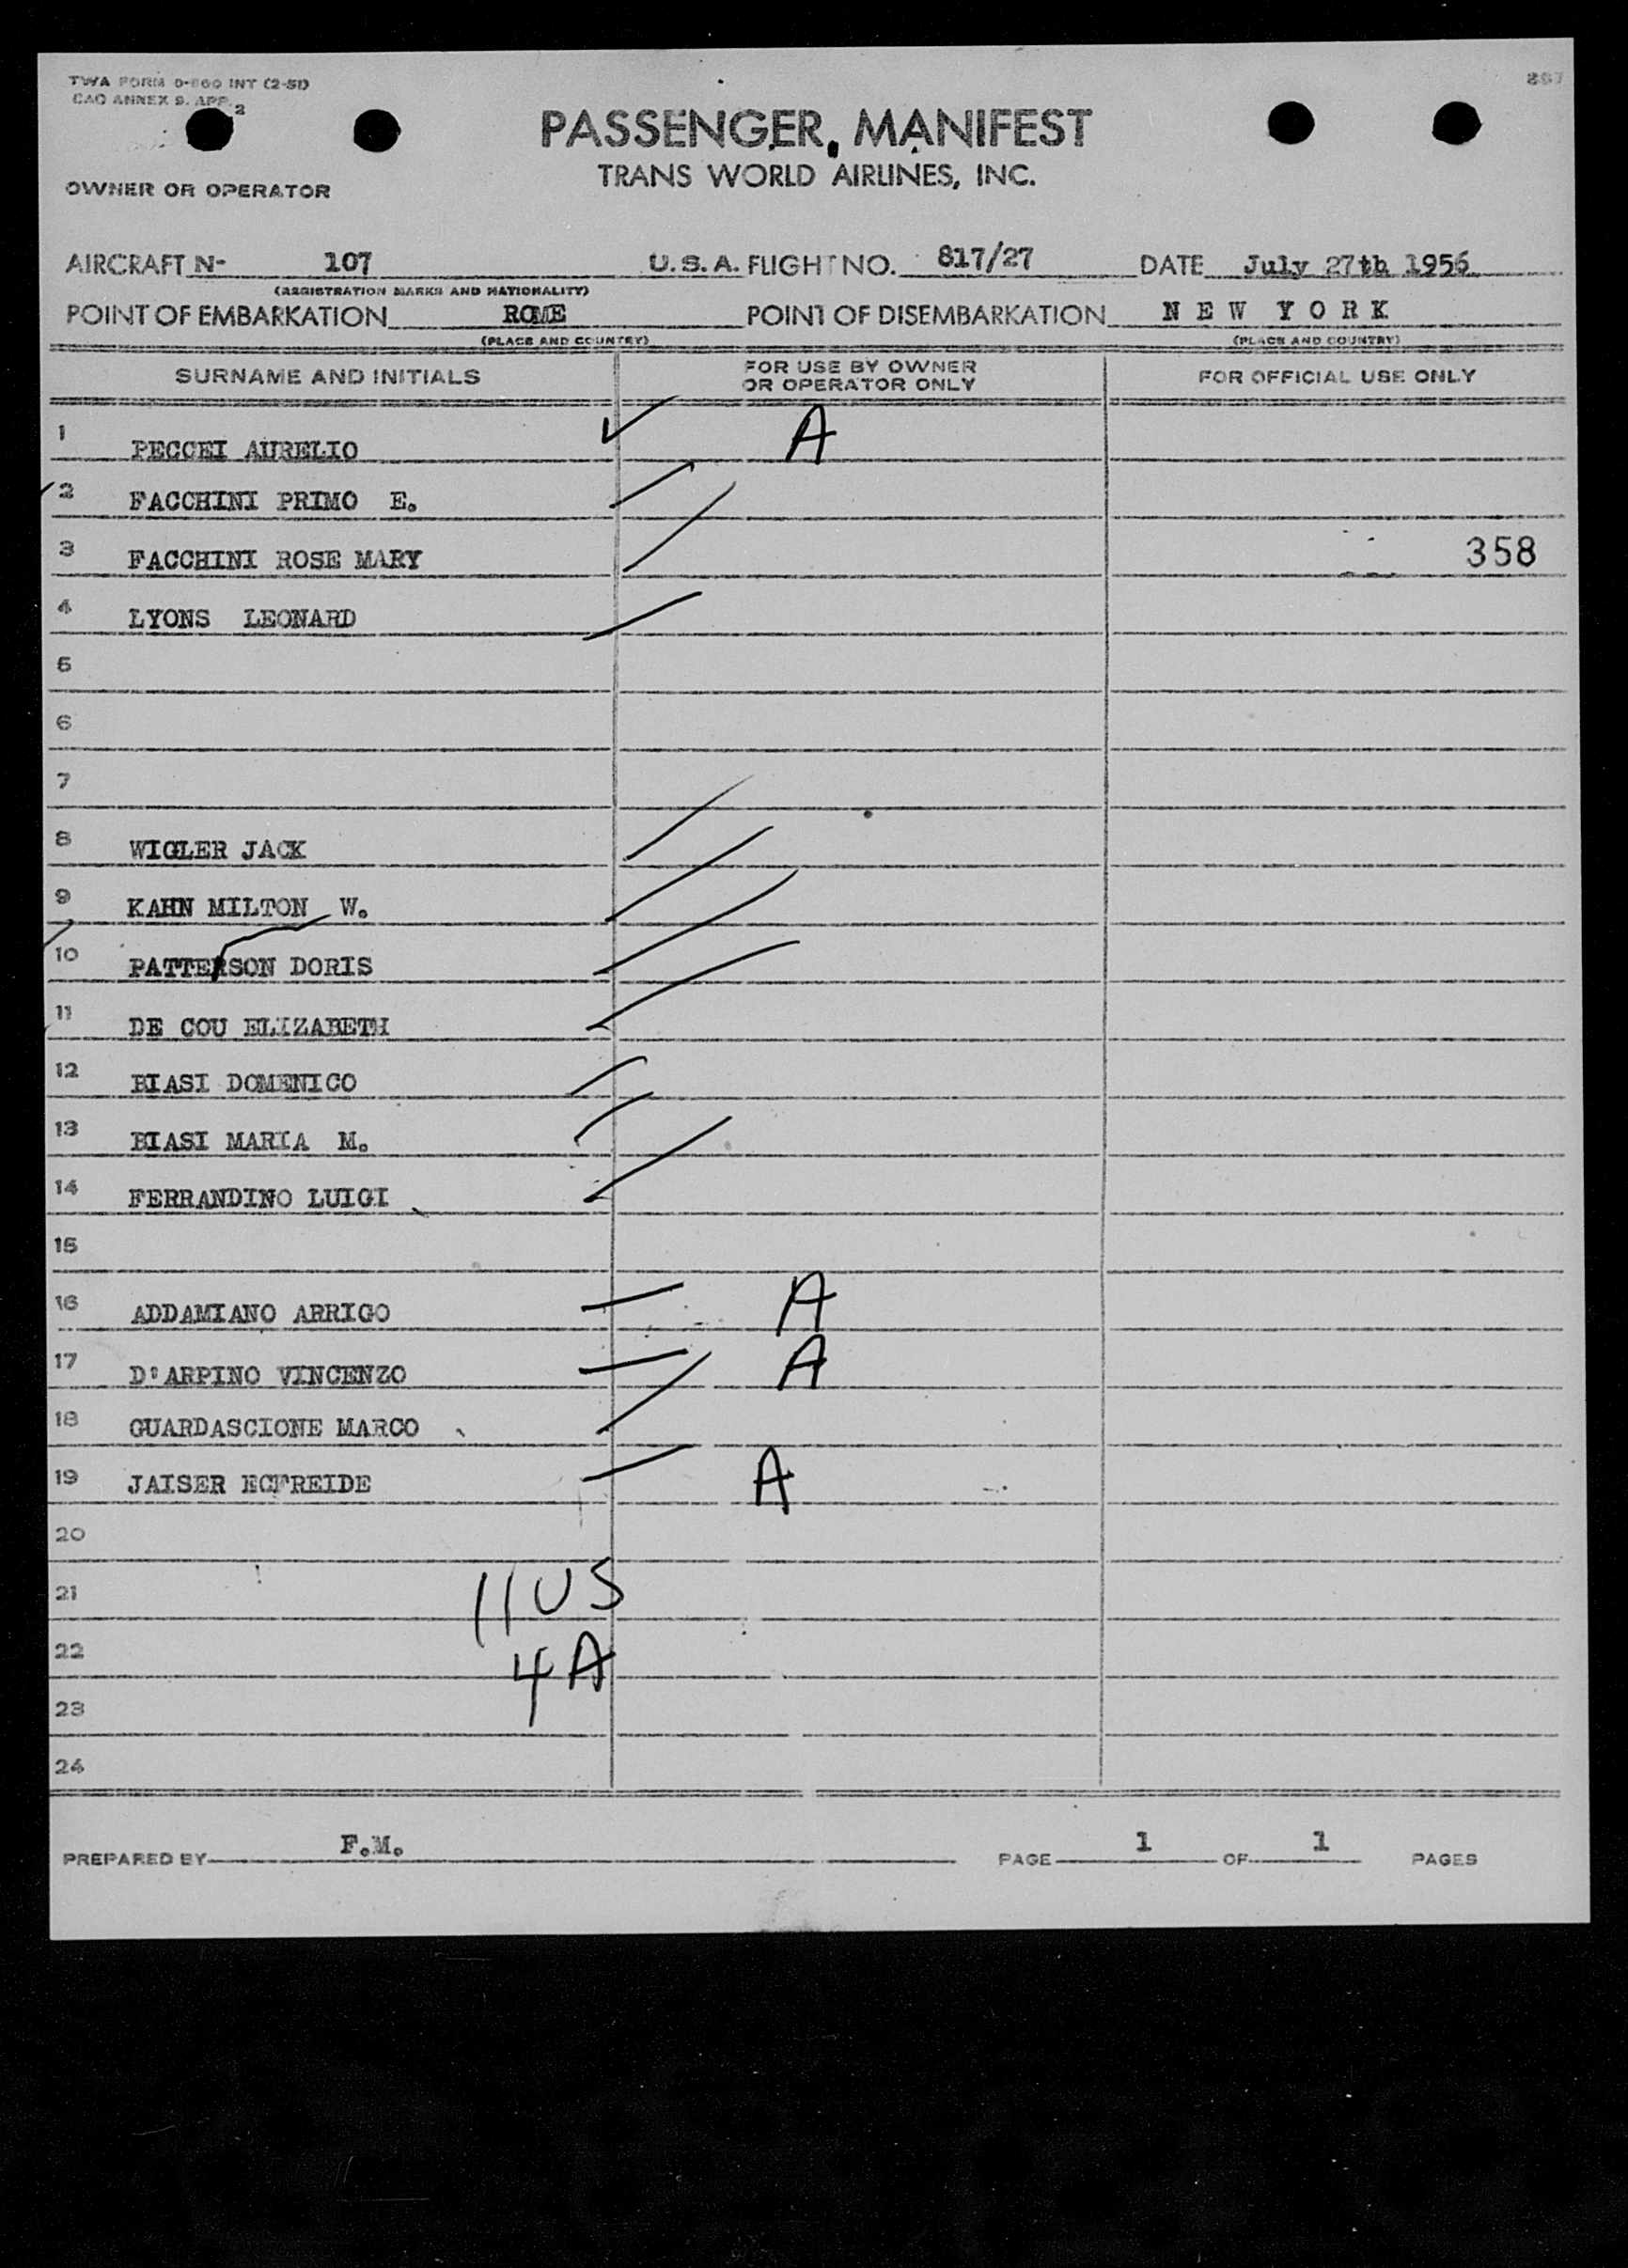 TWA FORM 0-660 INT (2-51)
CAO ANNEX 9. APP. 2
867
PASSENGER MANIFEST
TRANS WORLD AIRLINES, INC.
OWNER OR OPERATOR
AIRCRAFT N- 107 U.S.A. FLIGHT NO. 817/27 DATE July 27th 1956
(REGISTRATION MARKS AND NATIONALITY)
POINT OF EMBARKATION ROME POINT OF DISEMBARKATION NEW YORK
(PLACE AND COUNTRY) (PLACE AND COUNTRY)
SURNAME AND INITIALS FOR USE BY OWNER OR OPERATOR ONLY FOR OFFICIAL USE ONLY
1 PECCEI AURELIO A
2 FACCHINI PRIMO E.
3 FACCHINI ROSE MARY 358
4 LYONS LEONARD
5
6
7
8 WIGLER JACK
9 KAHN MILTON W.
10 PATTERSON DORIS
11 DE COU ELIZABETH
12 BIASI DOMENICO
13 BIASI MARIA M.
14 FERRANDINO LUIGI
15
16 ADDAMIANO ARRIGO A
17 D'ARPINO VINCENZO A
18 GUARDASCIONE MARCO
19 JAISER ECFREIDE A
20
21 11 US
22 4 A
23
24
PREPARED BY F.M. PAGE 1 OF 1 PAGES